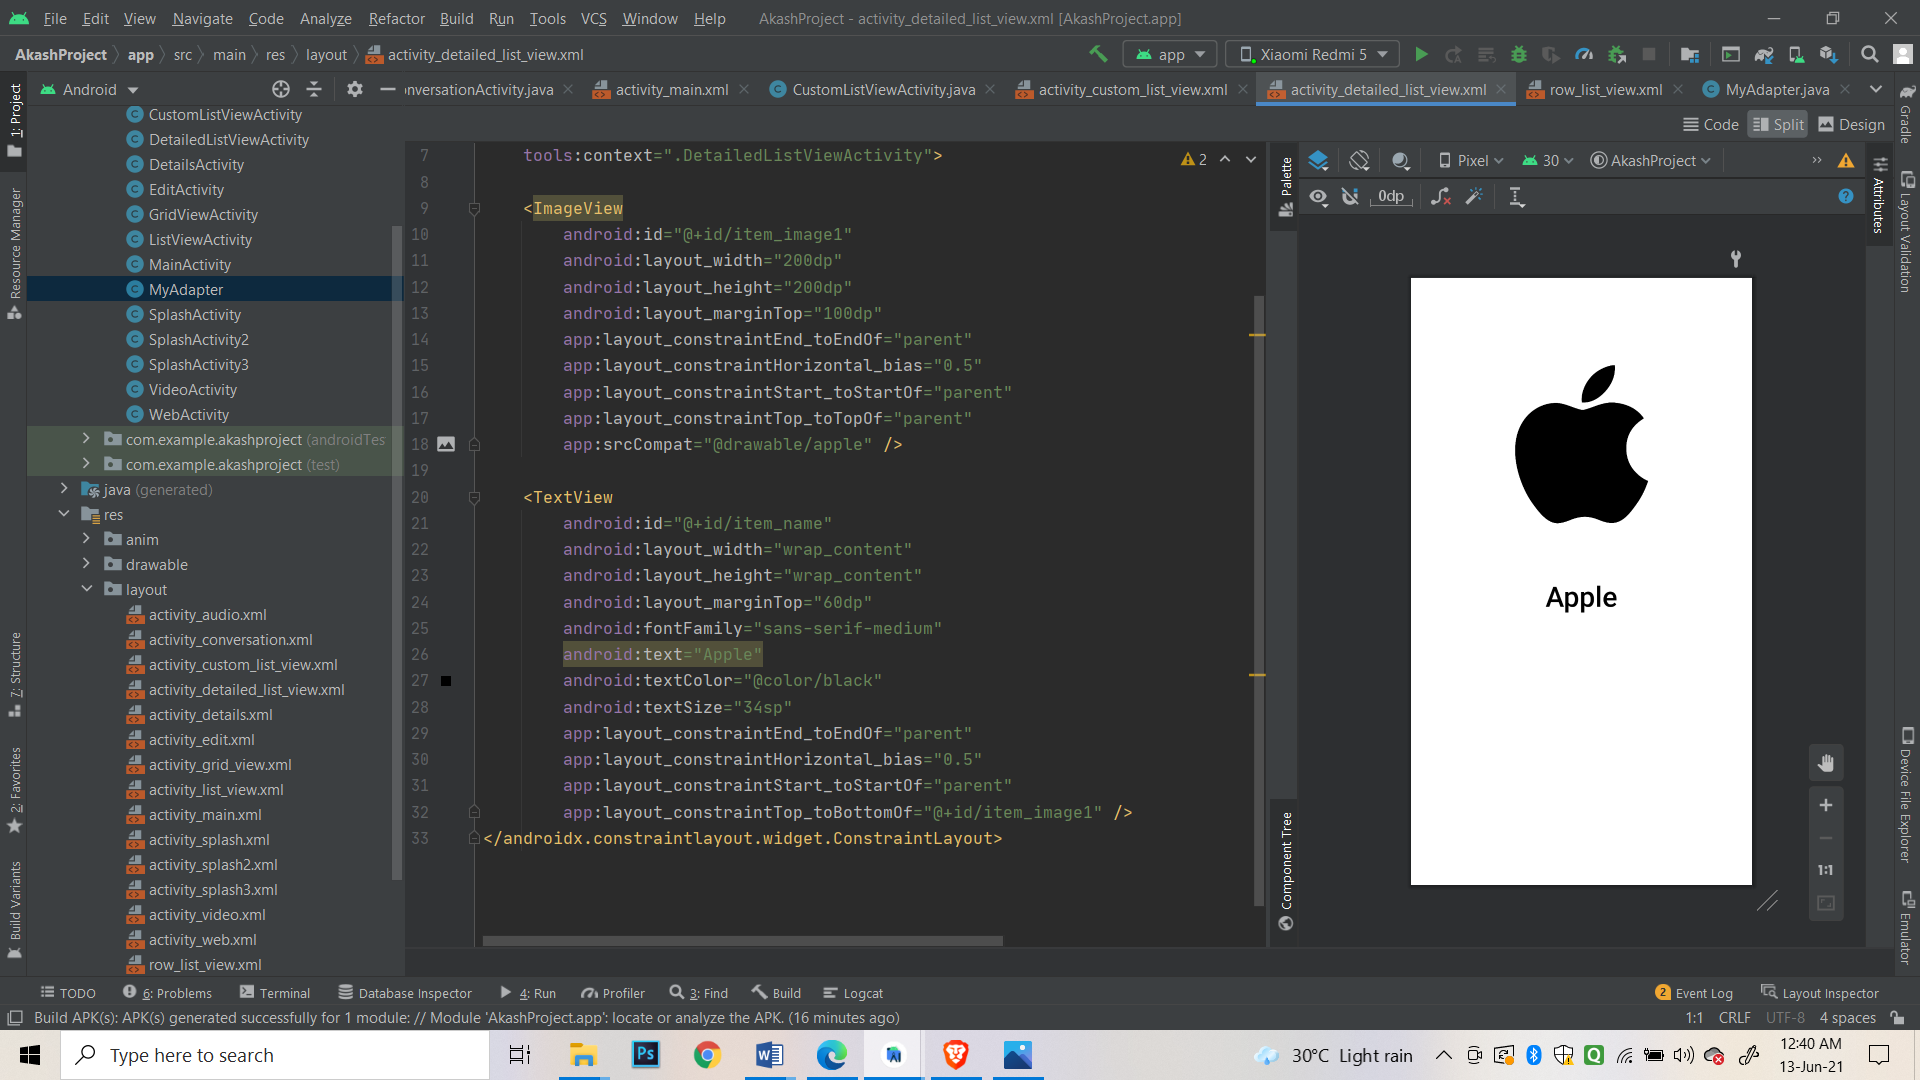 File Edit View Navigate Code Analyze Refactor Build Run Tools VCS Window Help AkashProject - activity_detailed_list_view.xml [AkashProject.app]
AkashProject app src main res layout activity_detailed_list_view.xml app Xiaomi Redmi 5
Android
onversationActivity.java activity_main.xml CustomListViewActivity.java activity_custom_list_view.xml activity_detailed_list_view.xml row_list_view.xml MyAdapter.java
Code Split Design
1: Project
Resource Manager
7: Structure
2: Favorites
Build Variants
CustomListViewActivity
DetailedListViewActivity
DetailsActivity
EditActivity
GridViewActivity
ListViewActivity
MainActivity
MyAdapter
SplashActivity
SplashActivity2
SplashActivity3
VideoActivity
WebActivity
com.example.akashproject (androidTes
com.example.akashproject (test)
java (generated)
res
anim
drawable
layout
activity_audio.xml
activity_conversation.xml
activity_custom_list_view.xml
activity_detailed_list_view.xml
activity_details.xml
activity_edit.xml
activity_grid_view.xml
activity_list_view.xml
activity_main.xml
activity_splash.xml
activity_splash2.xml
activity_splash3.xml
activity_video.xml
activity_web.xml
row_list_view.xml
7 tools:context=".DetailedListViewActivity">
8
9 <ImageView
10 android:id="@+id/item_image1"
11 android:layout_width="200dp"
12 android:layout_height="200dp"
13 android:layout_marginTop="100dp"
14 app:layout_constraintEnd_toEndOf="parent"
15 app:layout_constraintHorizontal_bias="0.5"
16 app:layout_constraintStart_toStartOf="parent"
17 app:layout_constraintTop_toTopOf="parent"
18 app:srcCompat="@drawable/apple" />
19
20 <TextView
21 android:id="@+id/item_name"
22 android:layout_width="wrap_content"
23 android:layout_height="wrap_content"
24 android:layout_marginTop="60dp"
25 android:fontFamily="sans-serif-medium"
26 android:text="Apple"
27 android:textColor="@color/black"
28 android:textSize="34sp"
29 app:layout_constraintEnd_toEndOf="parent"
30 app:layout_constraintHorizontal_bias="0.5"
31 app:layout_constraintStart_toStartOf="parent"
32 app:layout_constraintTop_toBottomOf="@+id/item_image1" />
33 </androidx.constraintlayout.widget.ConstraintLayout>
2
Palette
Component Tree
Pixel 30 AkashProject
0dp
Apple
1:1
Attributes
Gradle
Layout Validation
Device File Explorer
Emulator
TODO 6: Problems Terminal Database Inspector 4: Run Profiler 3: Find Build Logcat 2 Event Log Layout Inspector
Build APK(s): APK(s) generated successfully for 1 module: // Module 'AkashProject.app': locate or analyze the APK. (16 minutes ago) 1:1 CRLF UTF-8 4 spaces
Type here to search
Ps
30°C Light rain
12:40 AM
13-Jun-21